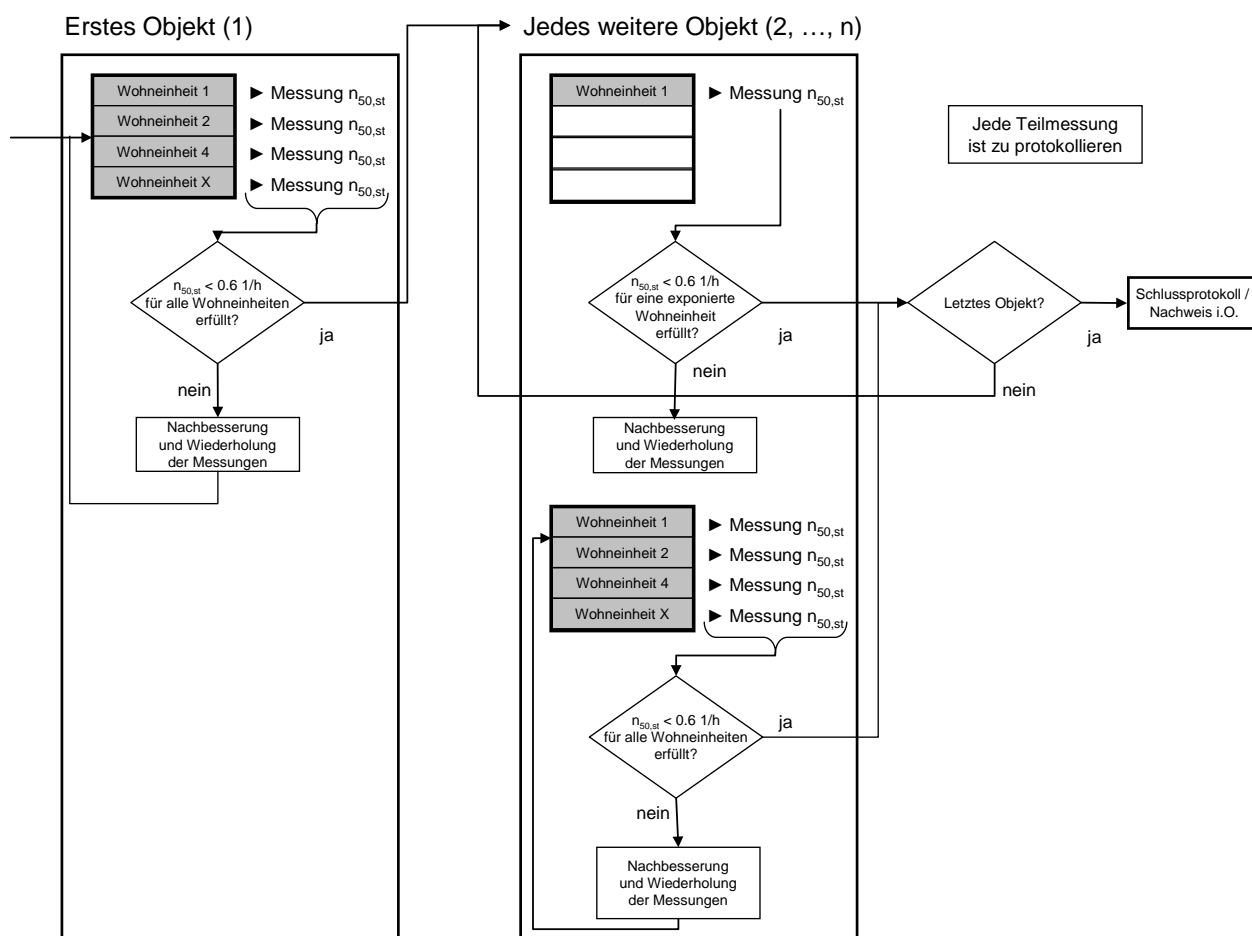 Erstes Objekt (1)
Wohneinheit 1
► Messung n50,st
Wohneinheit 2
► Messung n50,st
Wohneinheit 4
► Messung n50,st
Wohneinheit X
► Messung n50,st
n50,st < 0.6 1/h
für alle Wohneinheiten
erfüllt?
ja
nein
Nachbesserung
und Wiederholung
der Messungen
Jedes weitere Objekt (2, …, n)
Wohneinheit 1
► Messung n50,st
n50,st < 0.6 1/h
für eine exponierte
Wohneinheit
erfüllt?
ja
nein
Nachbesserung
und Wiederholung
der Messungen
Wohneinheit 1
► Messung n50,st
Wohneinheit 2
► Messung n50,st
Wohneinheit 4
► Messung n50,st
Wohneinheit X
► Messung n50,st
n50,st < 0.6 1/h
für alle Wohneinheiten
erfüllt?
ja
nein
Nachbesserung
und Wiederholung
der Messungen
Jede Teilmessung
ist zu protokollieren
Letztes Objekt?
ja
nein
Schlussprotokoll /
Nachweis i.O.